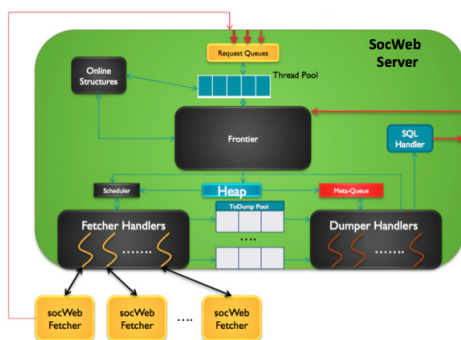 SocWeb
Server
Request Queues
Online
Structures
Thread Pool
Frontier
SQL
Handler
Scheduler
Heap
Meta-Queue
ToDump Pool
Fetcher Handlers
Dumper Handlers
.......
....
.......
socWeb
Fetcher
socWeb
Fetcher
....
socWeb
Fetcher